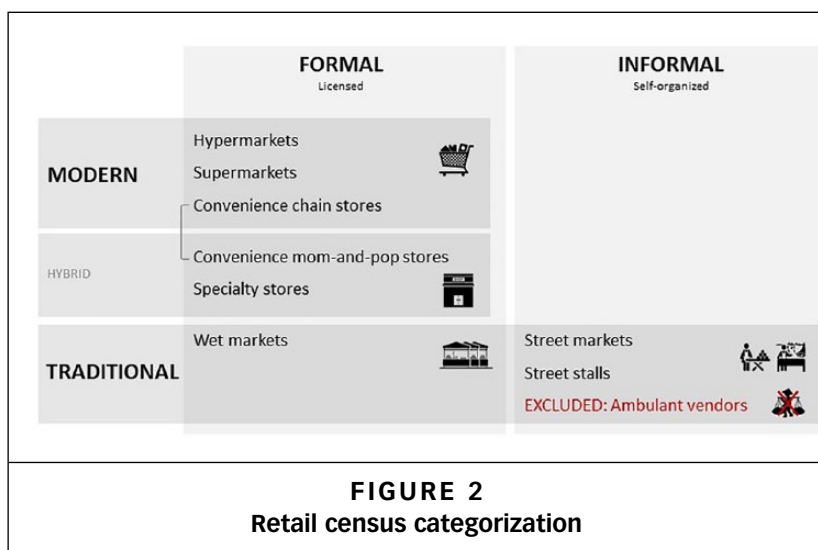 FORMAL
Licensed
INFORMAL
Self-organized
MODERN
Hypermarkets
Supermarkets
Convenience chain stores
HYBRID
Convenience mom-and-pop stores
Specialty stores
TRADITIONAL
Wet markets
Street markets
Street stalls
EXCLUDED: Ambulant vendors
FIGURE 2
Retail census categorization